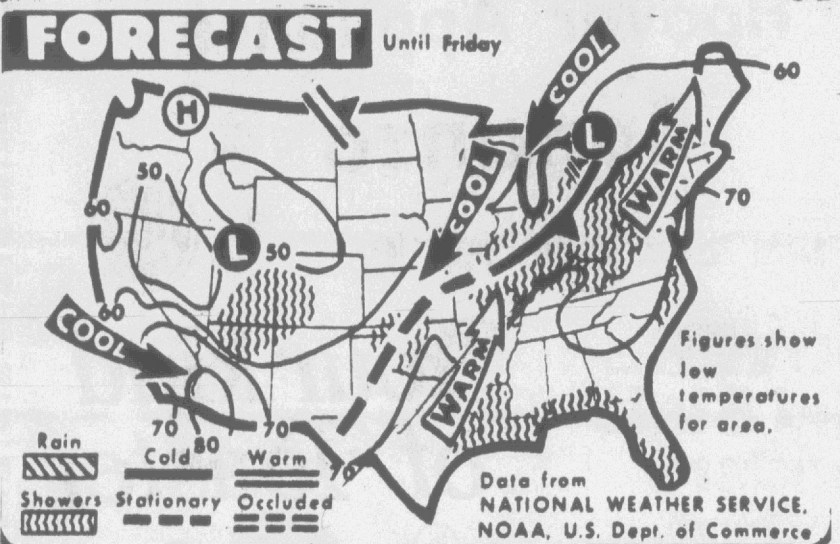 FORECAST
Until Friday
COOL
60
H
L
50
COOL
WARM
60
70
L
50
60
COOL
Figures show
low
temperatures
for area.
WARM
70
80
70
70
Rain
Cold
Warm
Showers
Stationary
Occluded
Data from
NATIONAL WEATHER SERVICE,
NOAA, U.S. Dept. of Commerce